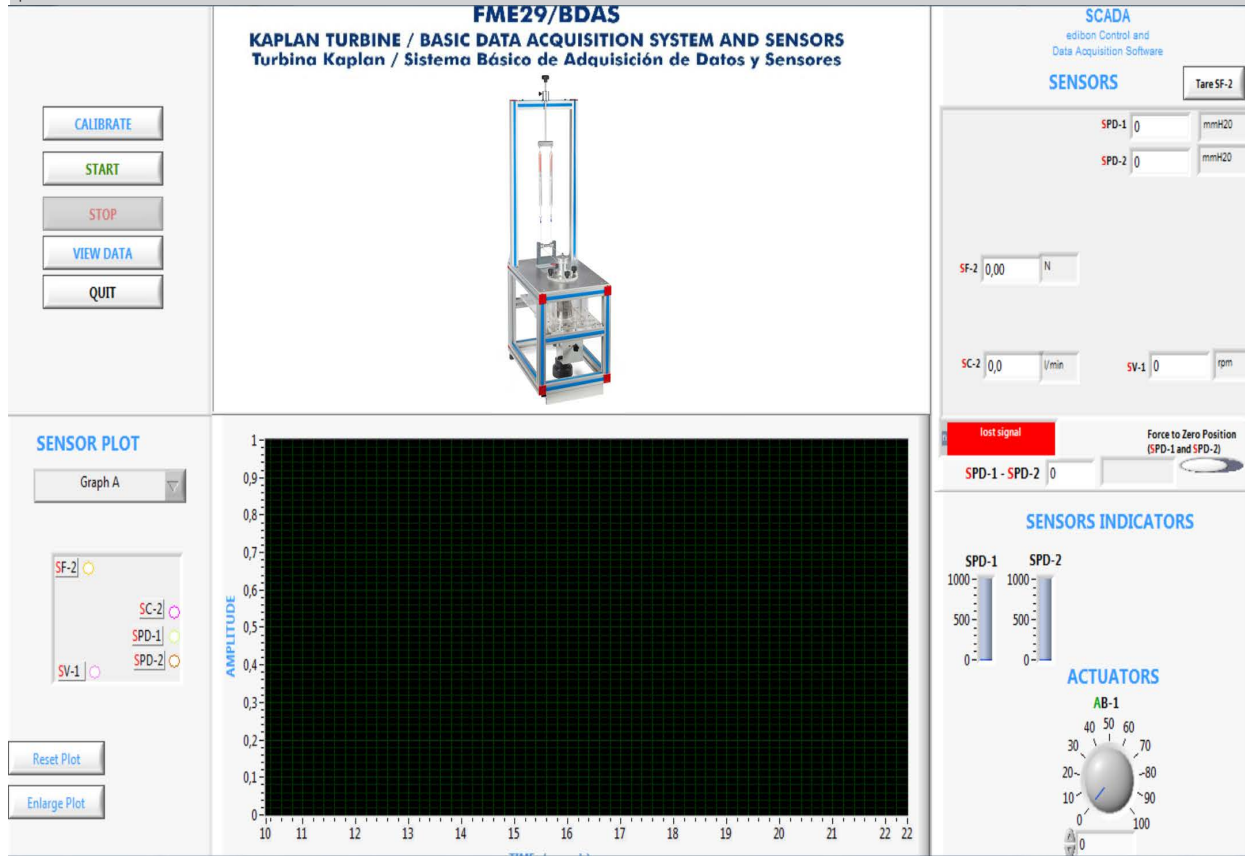 FME29/BDAS
KAPLAN TURBINE / BASIC DATA ACQUISITION SYSTEM AND SENSORS
Turbina Kaplan / Sistema Básico de Adquisición de Datos y Sensores
CALIBRATE
START
STOP
VIEW DATA
QUIT
SCADA
edibon Control and
Data Acquisition Software
SENSORS
Tare SF-2
SPD-1 0 mmH20
SPD-2 0 mmH20
SF-2 0,00 N
SC-2 0,0 l/min SV-1 0 rpm
lost signal
Force to Zero Position
(SPD-1 and SPD-2)
SPD-1 - SPD-2 0
SENSOR PLOT
Graph A
SF-2
SC-2
SPD-1
SPD-2
SV-1
Reset Plot
Enlarge Plot
AMPLITUDE
1
0,9
0,8
0,7
0,6
0,5
0,4
0,3
0,2
0,1
0
10 11 12 13 14 15 16 17 18 19 20 21 22 22
SENSORS INDICATORS
SPD-1 SPD-2
1000 1000
500 500
0 0
ACTUATORS
AB-1
0 10 20 30 40 50 60 70 80 90 100
0